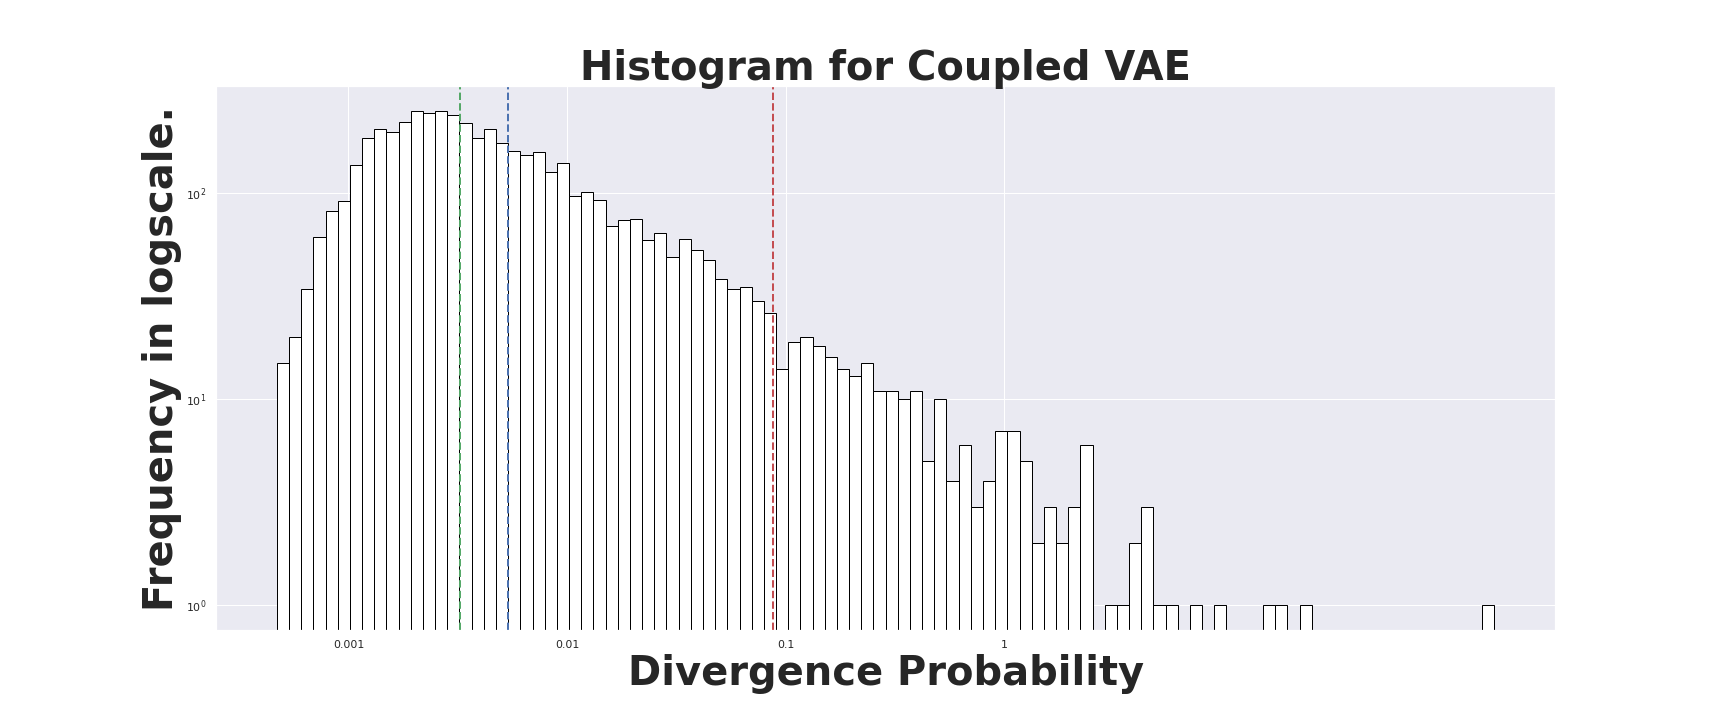 Histogram for Coupled VAE
Frequency in logscale.
10²
10¹
10⁰
0.001 0.01 0.1 1
Divergence Probability